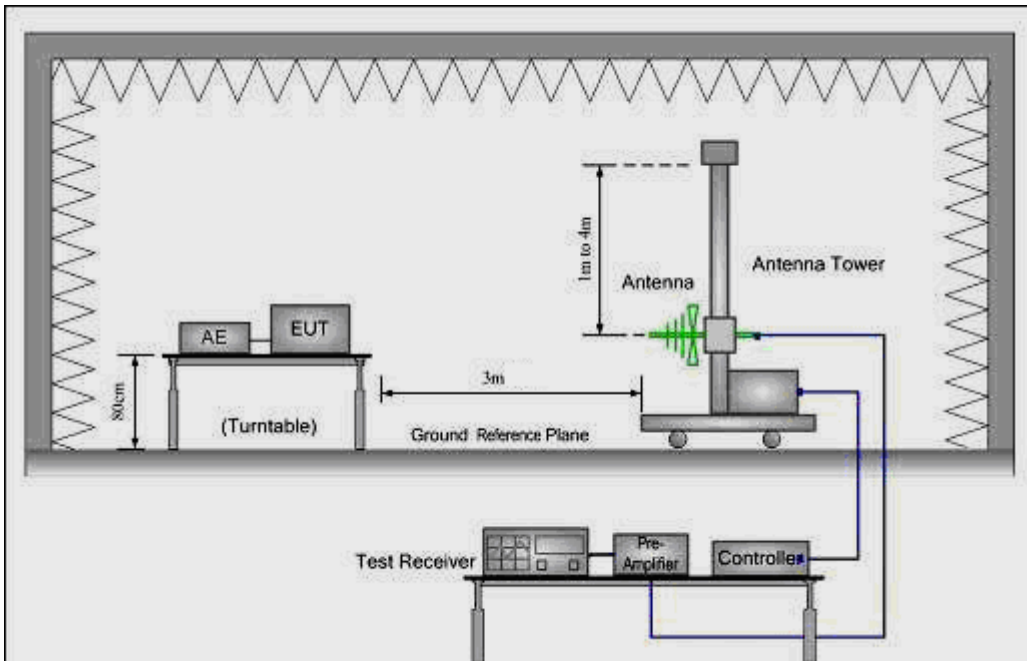 1m to 4m
Antenna
Antenna Tower
AE
EUT
80cm
3m
(Turntable)
Ground Reference Plane
Test Receiver
Pre-
Amplifier
Controller